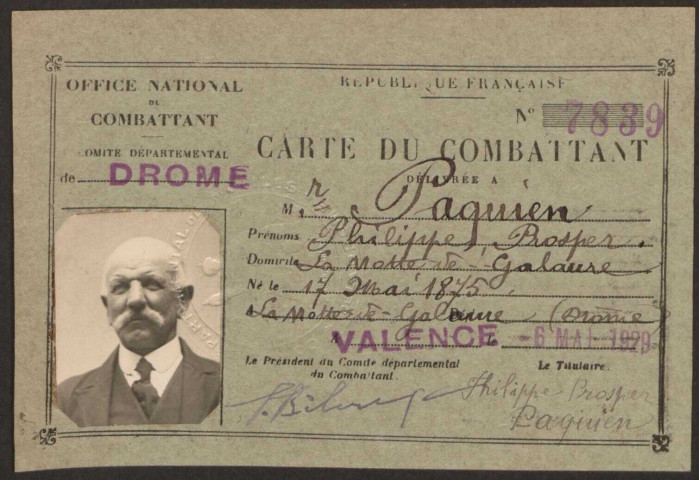 OFFICE NATIONAL
DU
COMBATTANT
COMITÉ DÉPARTEMENTAL
de DROME
RÉPUBLIQUE FRANÇAISE
N° 7839
CARTE DU COMBATTANT
DÉLIVRÉE A
M r Paquien
Prénoms Philippe, Prosper.
Domicile La Motte-de-Galaure
Né le 17 Mai 1875
à La Motte-de-Galaure (Drôme)
VALENCE le -6 MAI 1929
Le Président du Comité départemental
du Combattant.
Le Titulaire.
Philippe Prosper
Paquien